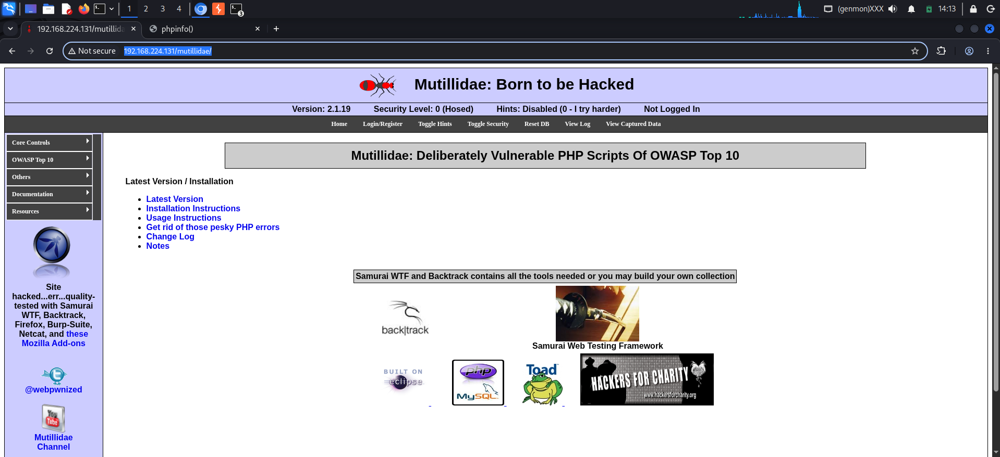 1 2 3 4 3 (genmon)XXX 14:13
192.168.224.131/mutillida phpinfo()
Not secure 192.168.224.131/mutillidae/
Mutillidae: Born to be Hacked
Version: 2.1.19 Security Level: 0 (Hosed) Hints: Disabled (0 - I try harder) Not Logged In
Home Login/Register Toggle Hints Toggle Security Reset DB View Log View Captured Data
Core Controls
OWASP Top 10
Others
Documentation
Resources
Site
hacked...err...quality-
tested with Samurai
WTF, Backtrack,
Firefox, Burp-Suite,
Netcat, and these
Mozilla Add-ons
@webpwnized
You
Tube
Mutillidae
Channel
Mutillidae: Deliberately Vulnerable PHP Scripts Of OWASP Top 10
Latest Version / Installation
Latest Version
Installation Instructions
Usage Instructions
Get rid of those pesky PHP errors
Change Log
Notes
Samurai WTF and Backtrack contains all the tools needed or you may build your own collection
back|track
Samurai Web Testing Framework
BUILT ON
eclipse
php
MySQL
Toad
HACKERS FOR CHARITY
www.hackersforcharity.org